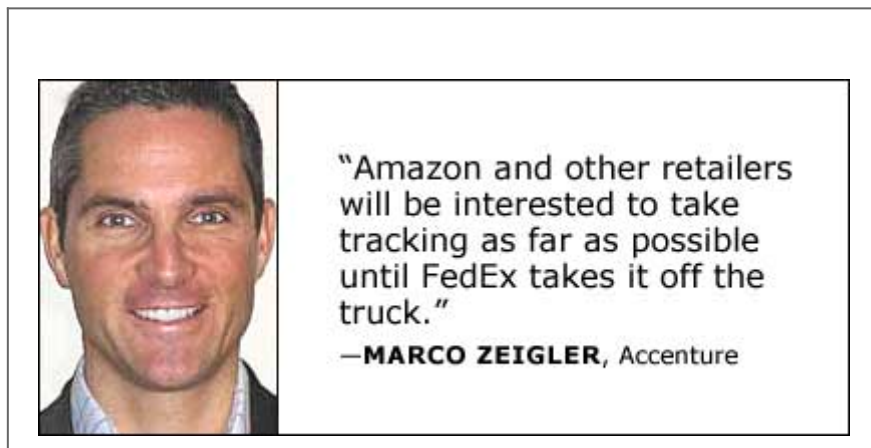 “Amazon and other retailers
will be interested to take
tracking as far as possible
until FedEx takes it off the
truck.”
—MARCO ZEIGLER, Accenture